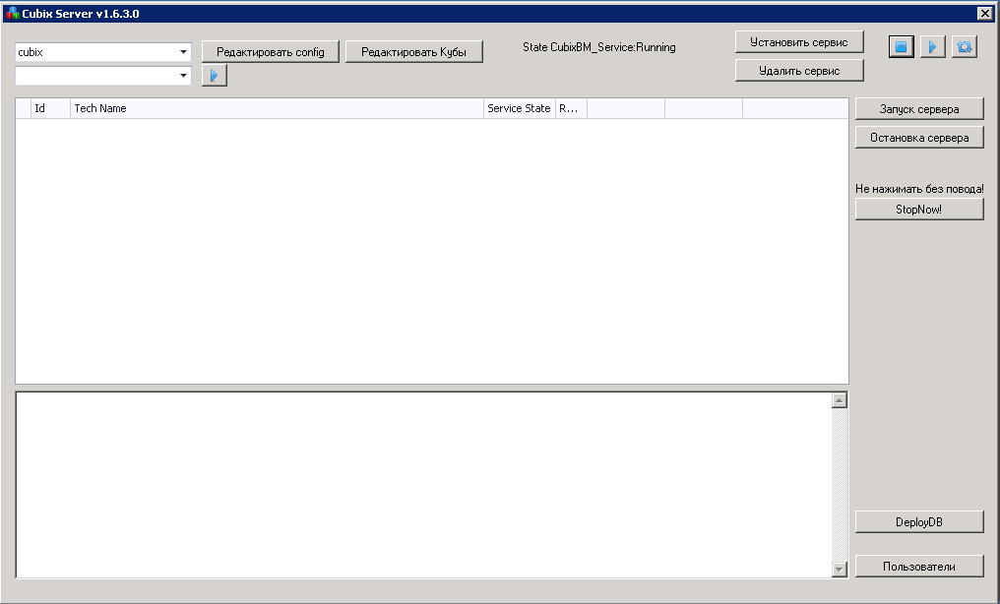 Cubix Server v1.6.3.0
cubix
Редактировать config
Редактировать Кубы
State CubixBM_Service:Running
Установить сервис
Удалить сервис
Id
Tech Name
Service State
R...
Запуск сервера
Остановка сервера
Не нажимать без повода!
StopNow!
DeployDB
Пользователи